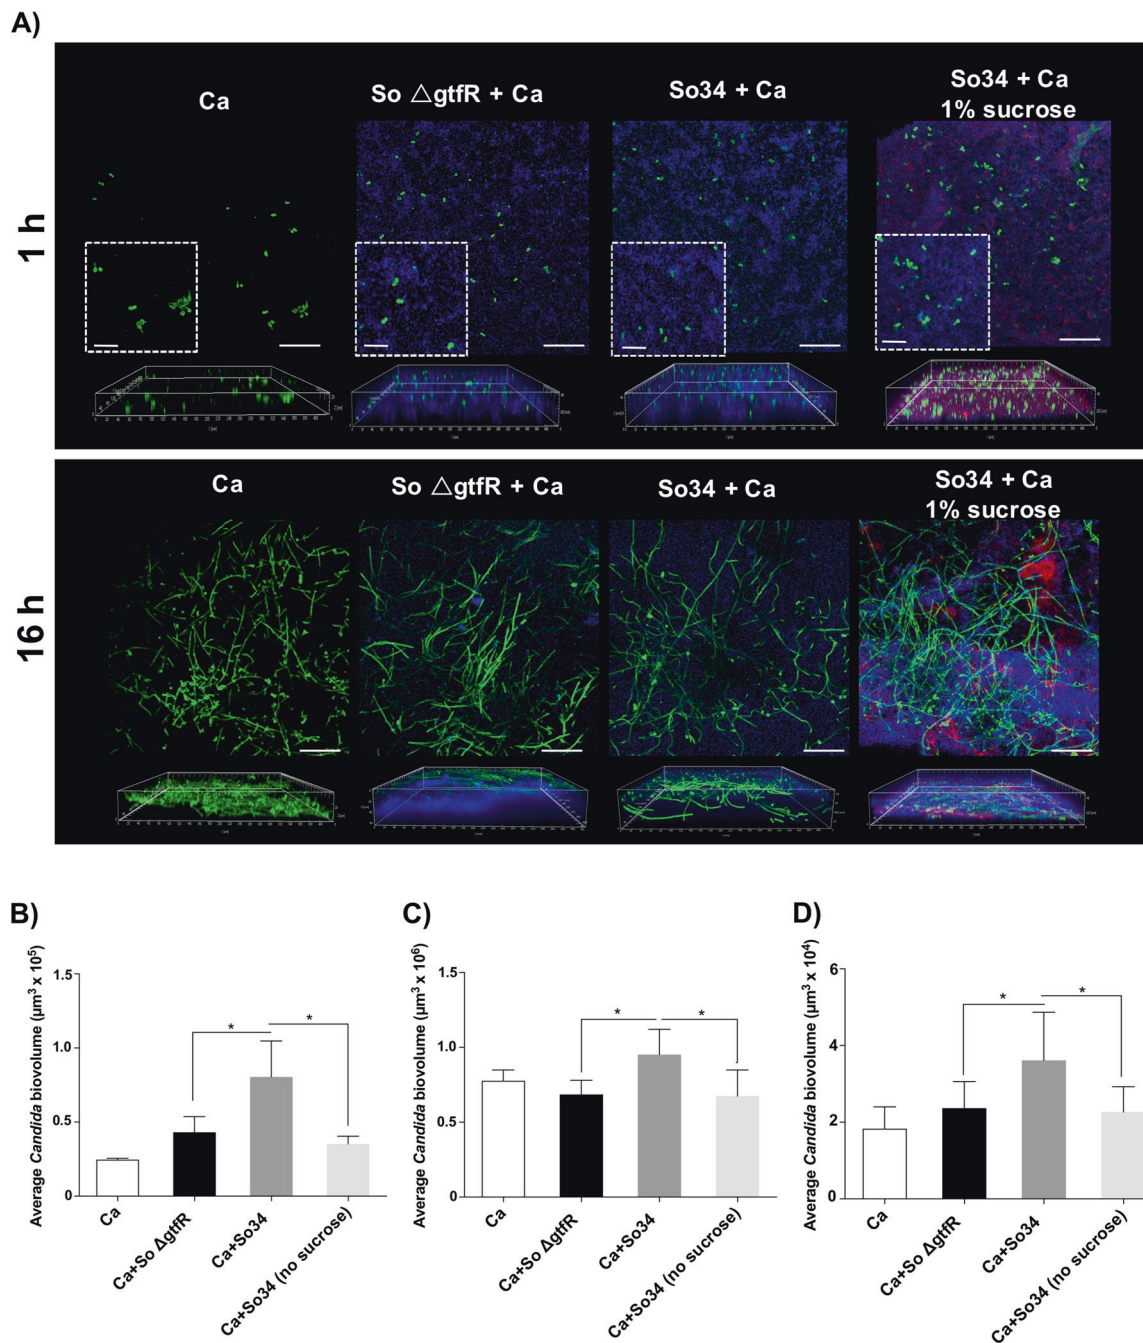 A)
1 h
Ca
So △gtfR + Ca
So34 + Ca
So34 + Ca
1% sucrose
16 h
Ca
So △gtfR + Ca
So34 + Ca
So34 + Ca
1% sucrose
B)
Average Candida biovolume (µm³ x 10⁵)
1.5
1.0
0.5
0
*
*
Ca
Ca+So ΔgtfR
Ca+So34
Ca+So34 (no sucrose)
C)
Average Candida biovolume (µm³ x 10⁶)
1.5
1.0
0.5
0
*
*
Ca
Ca+So ΔgtfR
Ca+So34
Ca+So34 (no sucrose)
D)
Average Candida biovolume (µm³ x 10⁴)
6
4
2
0
*
*
Ca
Ca+So ΔgtfR
Ca+So34
Ca+So34 (no sucrose)